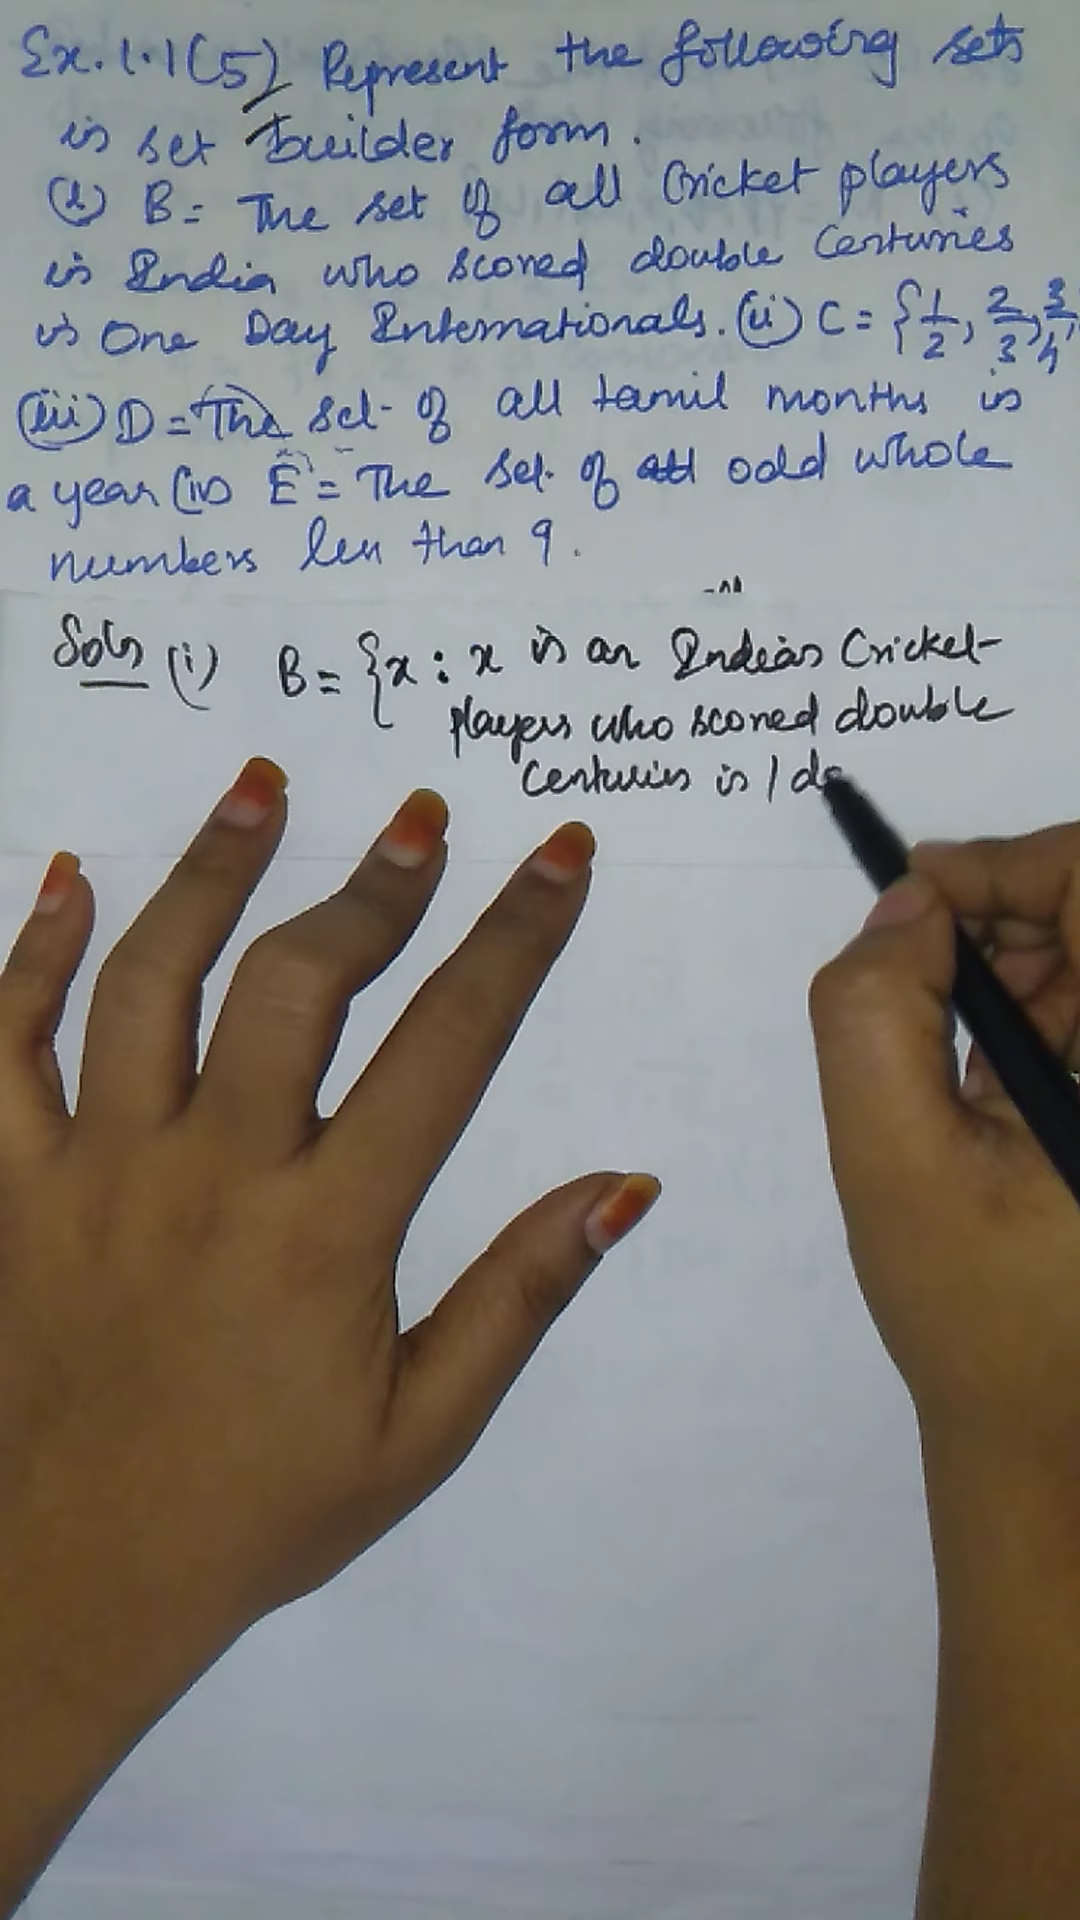 Ex. 1.1(5) Represent the following sets
in set builder form.
(i) B = The set of all Cricket players
in India who scored double Centuries
in One Day Internationals. (ii) C = {1/2, 2/3, 3/4,
(iii) D = The set of all tamil months in
a year (iv) E = The set of odd whole
numbers less than 9.
Soln (i) B = {x : x is an Indian Cricket
players who scored double
Centuries in 1 da